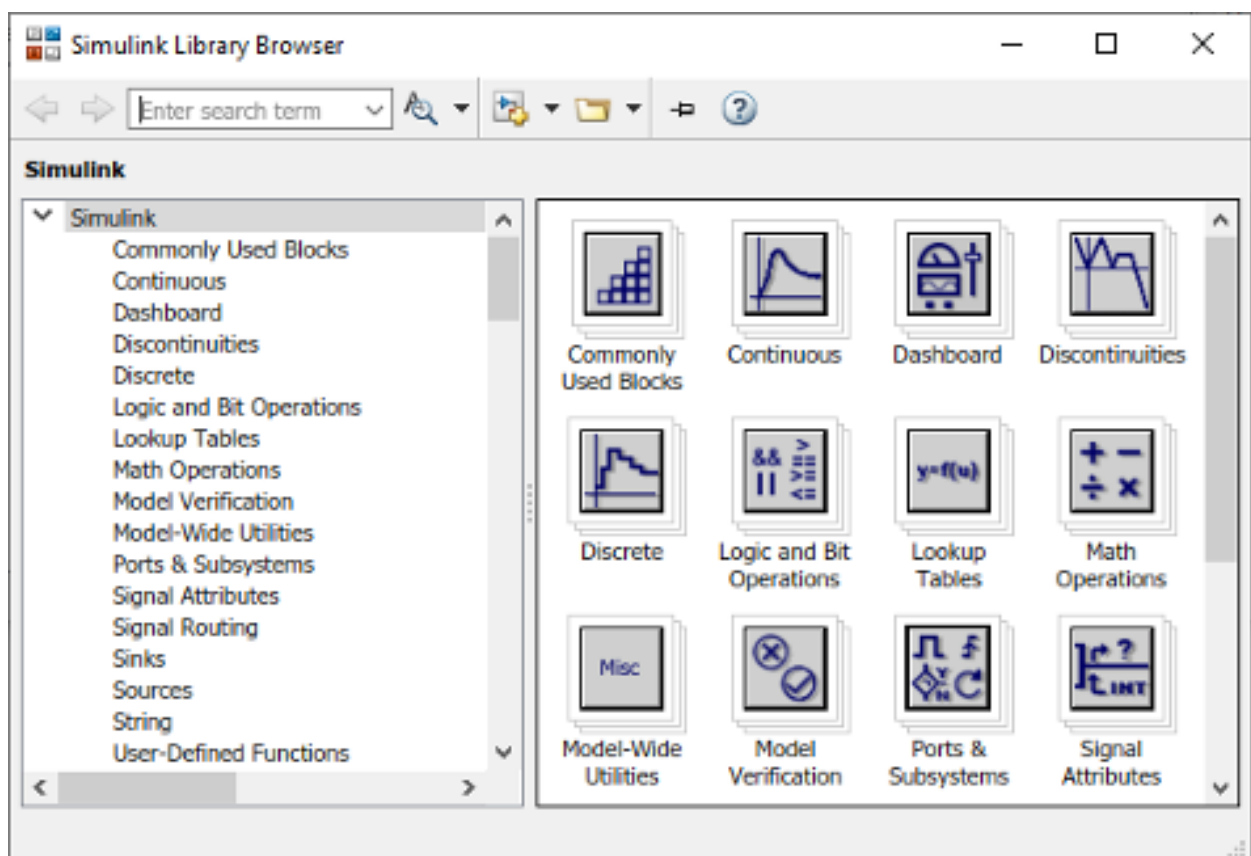 Simulink Library Browser
Enter search term
Simulink
Simulink
Commonly Used Blocks
Continuous
Dashboard
Discontinuities
Discrete
Logic and Bit Operations
Lookup Tables
Math Operations
Model Verification
Model-Wide Utilities
Ports & Subsystems
Signal Attributes
Signal Routing
Sinks
Sources
String
User-Defined Functions
Commonly
Used Blocks
Continuous
Dashboard
Discontinuities
&& >
== 
|| >=
<=
y=f(u)
+ −
÷ ×
Discrete
Logic and Bit
Operations
Lookup
Tables
Math
Operations
Misc
Y
N
?
INT
Model-Wide
Utilities
Model
Verification
Ports &
Subsystems
Signal
Attributes